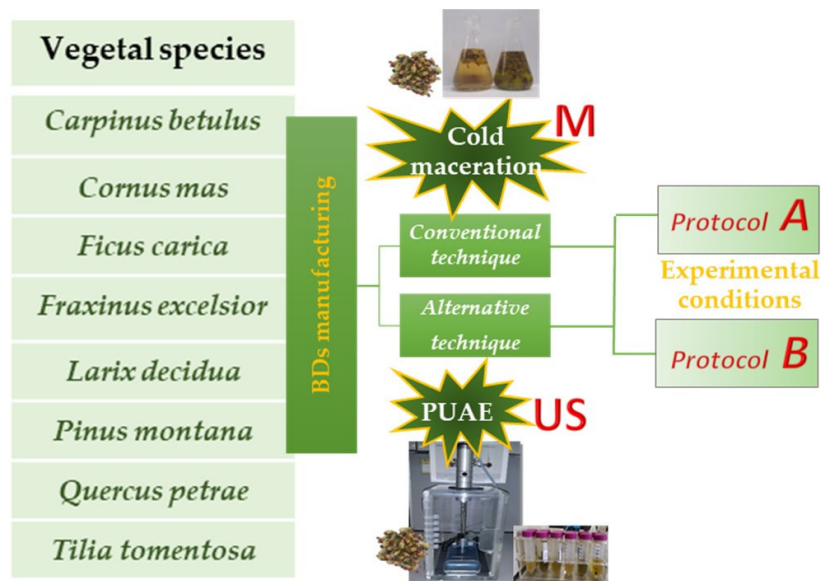 Vegetal species
Carpinus betulus
Cornus mas
Ficus carica
Fraxinus excelsior
Larix decidua
Pinus montana
Quercus petrae
Tilia tomentosa
BDs manufacturing
Cold
maceration
M
Conventional
technique
Alternative
technique
PUAE
US
Protocol A
Experimental
conditions
Protocol B